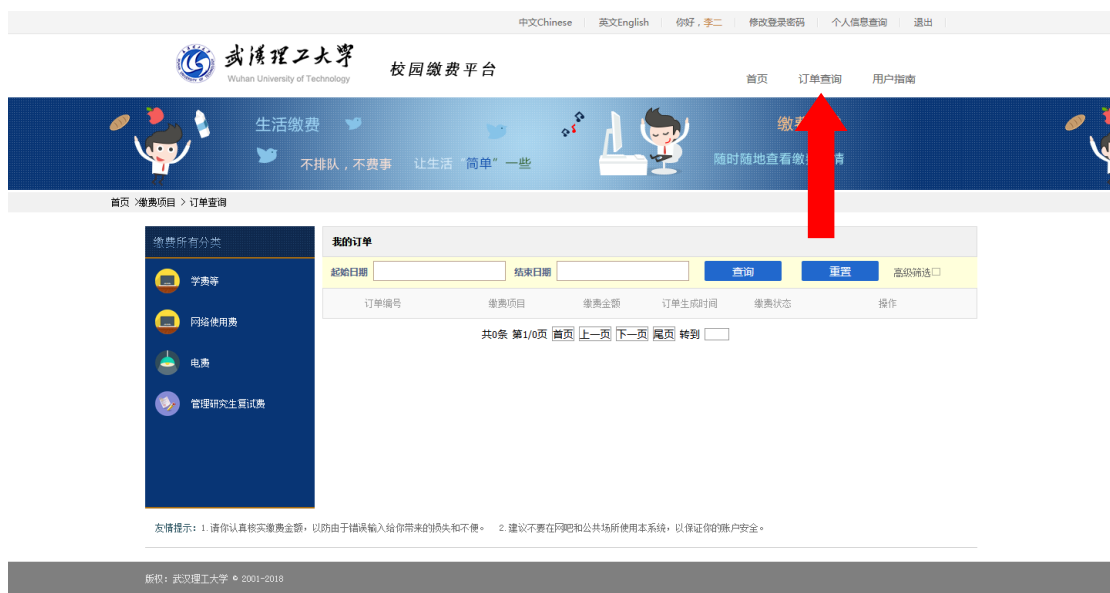 中文Chinese 英文English 你好，李二 修改登录密码 个人信息查询 退出
武汉理工大学
Wuhan University of Technology
校园缴费平台
首页 订单查询 用户指南
生活缴费
不排队，不费事 让生活“简单”一些
缴费
随时随地查看缴 情
首页 >缴费项目 > 订单查询
缴费所有分类
学费等
网络使用费
电费
管理研究生复试费
我的订单
起始日期 结束日期 查询 重置 高级筛选
订单编号 缴费项目 缴费金额 订单生成时间 缴费状态 操作
共0条 第1/0页 首页 上一页 下一页 尾页 转到
友情提示：1.请你认真核实缴费金额，以防由于错误输入给你带来的损失和不便。 2.建议不要在网吧和公共场所使用本系统，以保证你的账户安全。
版权：武汉理工大学 © 2001-2018